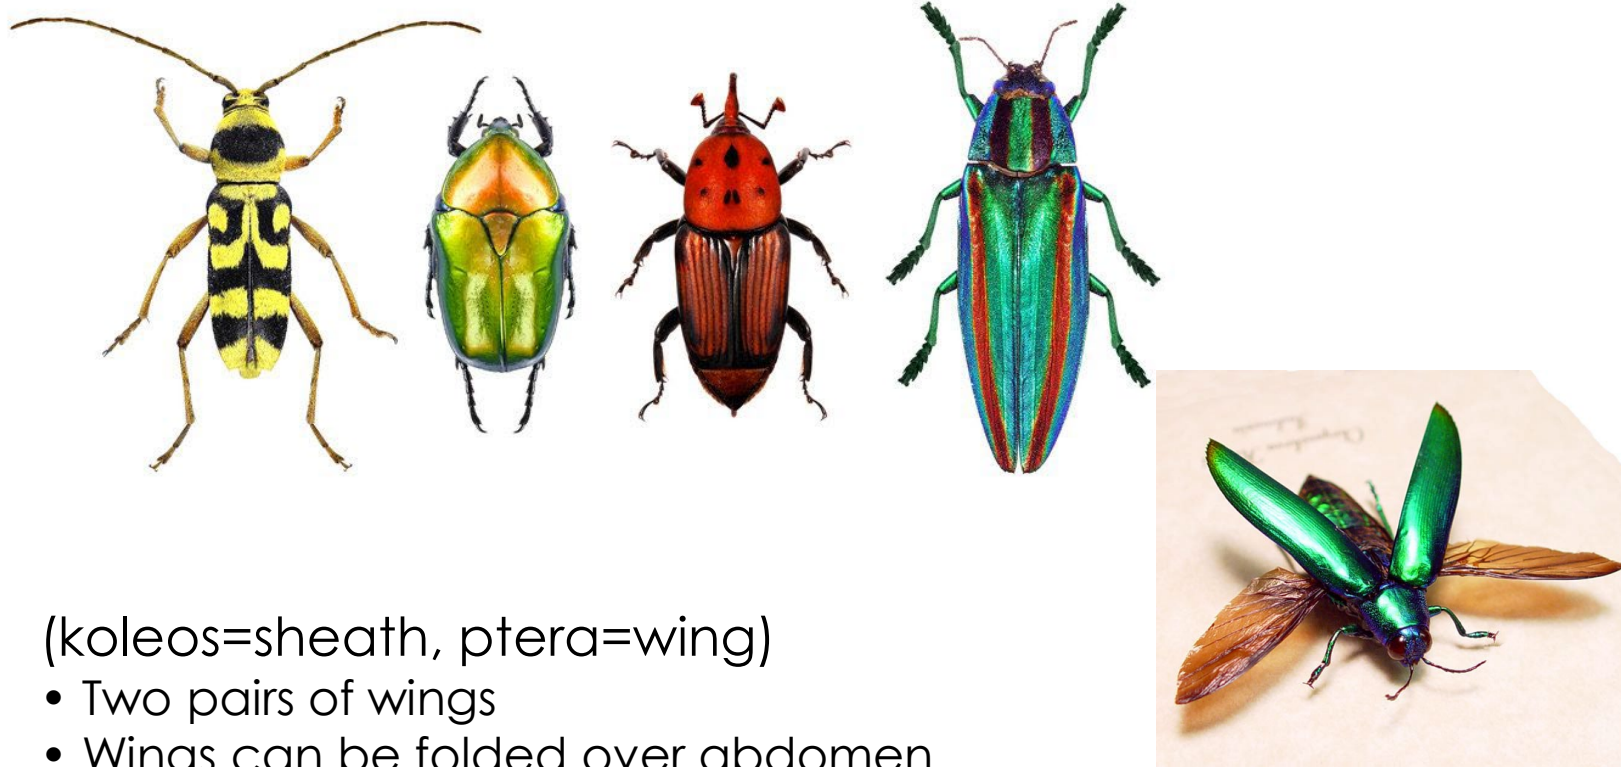 (koleos=sheath, ptera=wing)
• Two pairs of wings
• Wings can be folded over abdomen